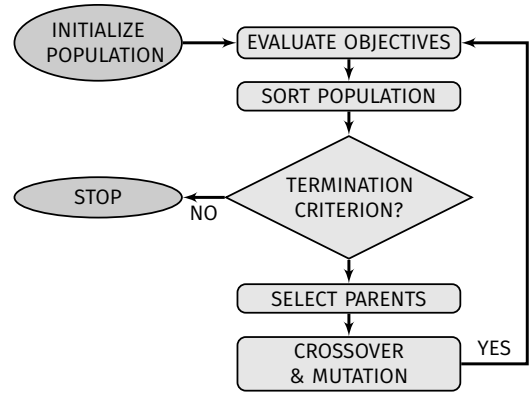 INITIALIZE
POPULATION
EVALUATE OBJECTIVES
SORT POPULATION
TERMINATION
CRITERION?
STOP
NO
SELECT PARENTS
CROSSOVER
& MUTATION
YES